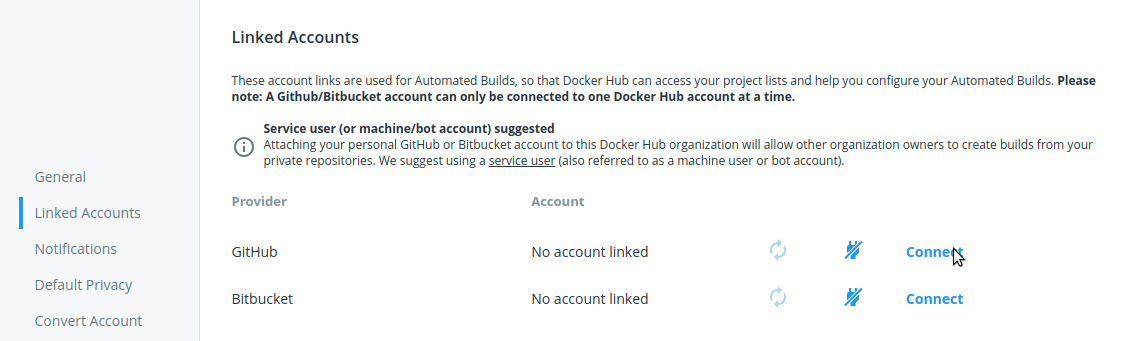 Linked Accounts
These account links are used for Automated Builds, so that Docker Hub can access your project lists and help you configure your Automated Builds. Please
note: A Github/Bitbucket account can only be connected to one Docker Hub account at a time.
Service user (or machine/bot account) suggested
Attaching your personal GitHub or Bitbucket account to this Docker Hub organization will allow other organization owners to create builds from your
private repositories. We suggest using a service user (also referred to as a machine user or bot account).
General
Linked Accounts
Notifications
Default Privacy
Convert Account
Provider Account
GitHub No account linked Connect
Bitbucket No account linked Connect